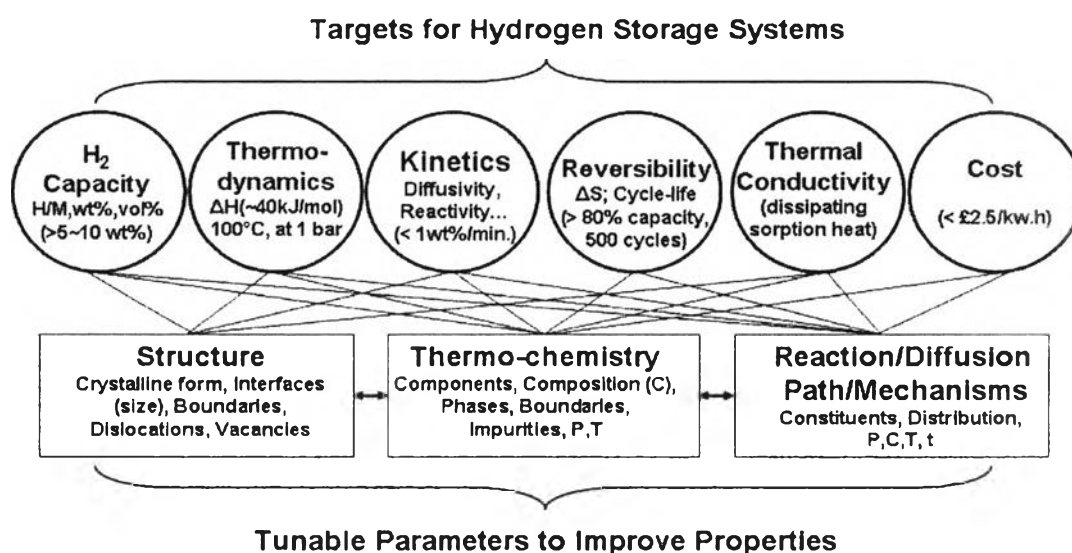 Targets for Hydrogen Storage Systems
H2
Capacity
H/M,wt%,vol%
(>5~10 wt%)
Thermo-
dynamics
ΔH(~40kJ/mol)
100°C, at 1 bar
Kinetics
Diffusivity,
Reactivity...
(< 1wt%/min.)
Reversibility
ΔS; Cycle-life
(> 80% capacity,
500 cycles)
Thermal
Conductivity
(dissipating
sorption heat)
Cost
(< £2.5/kw.h)
Structure
Crystalline form, Interfaces
(size), Boundaries,
Dislocations, Vacancies
Thermo-chemistry
Components, Composition (C),
Phases, Boundaries,
Impurities, P,T
Reaction/Diffusion
Path/Mechanisms
Constituents, Distribution,
P,C,T, t
Tunable Parameters to Improve Properties